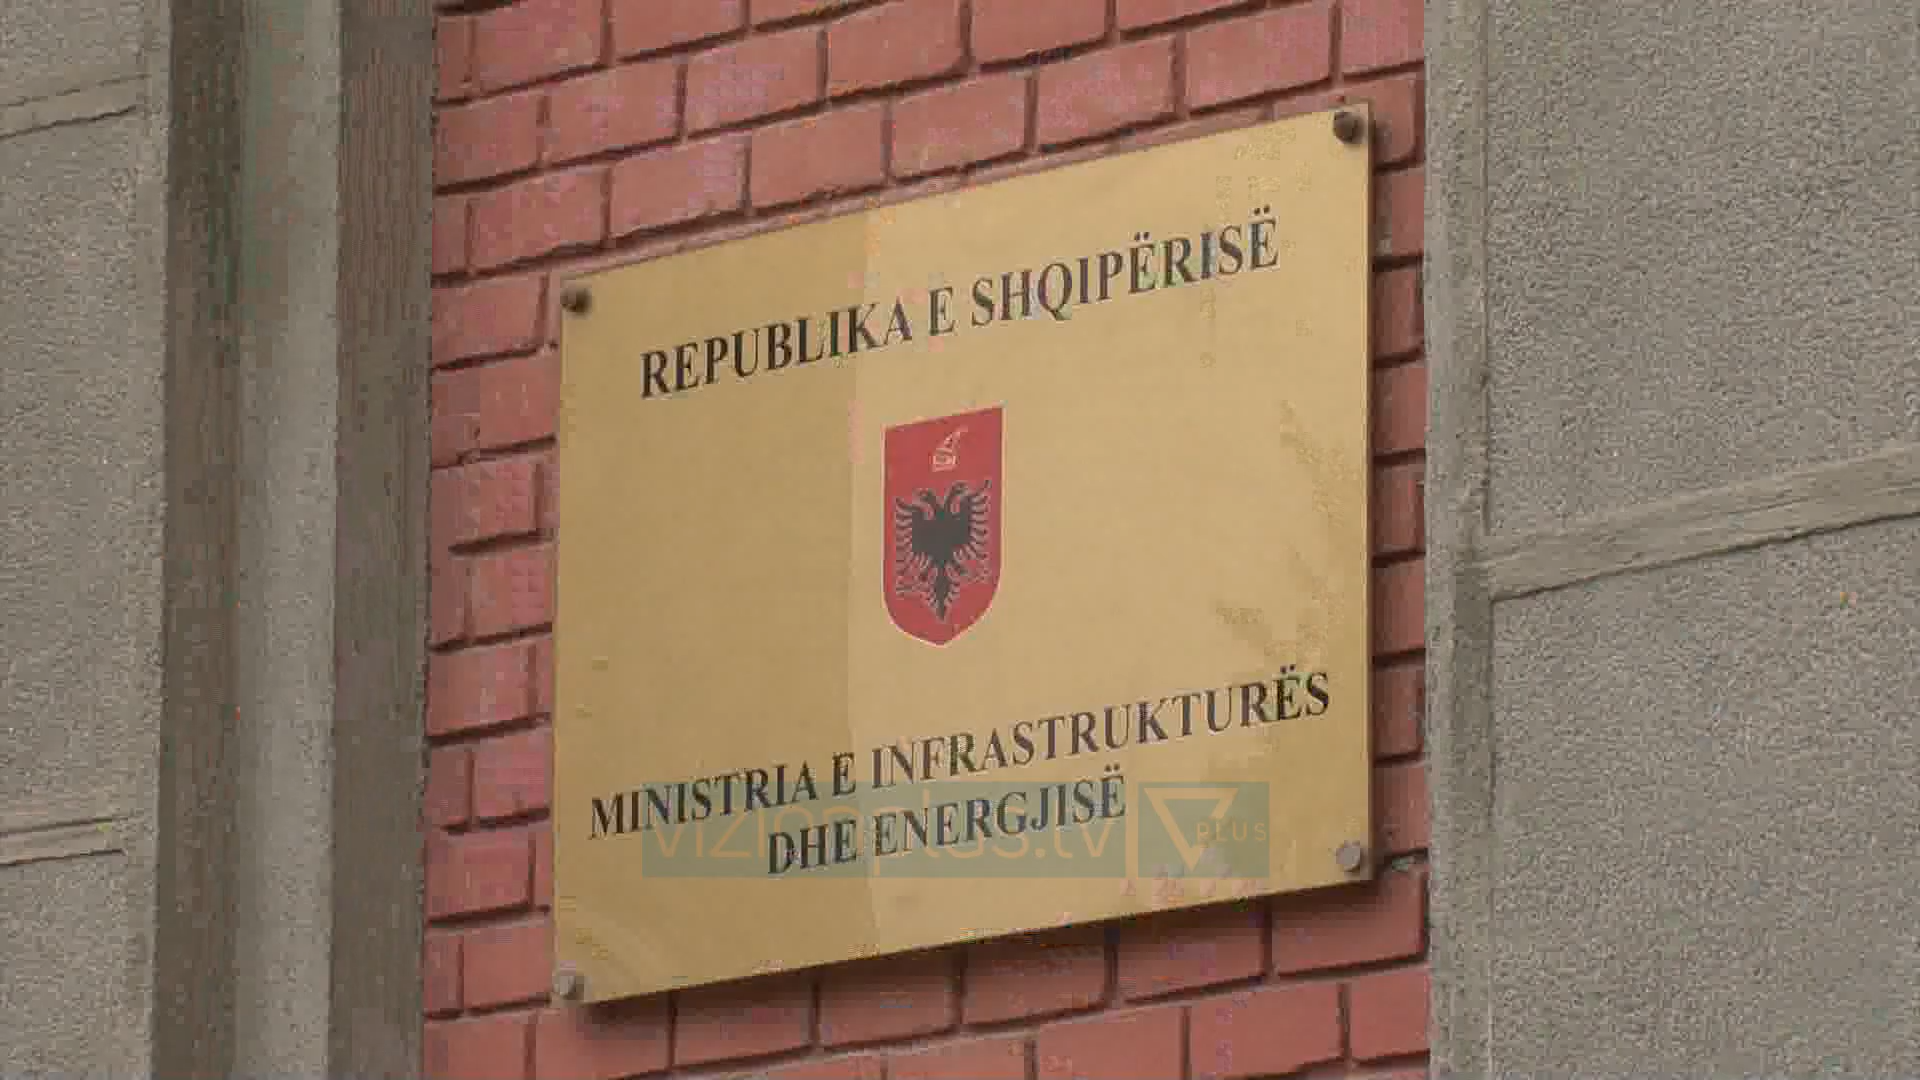 REPUBLIKA E SHQIPËRISË
MINISTRIA E INFRASTRUKTURËS
DHE ENERGJISË
vizionplus.tv
PLUS